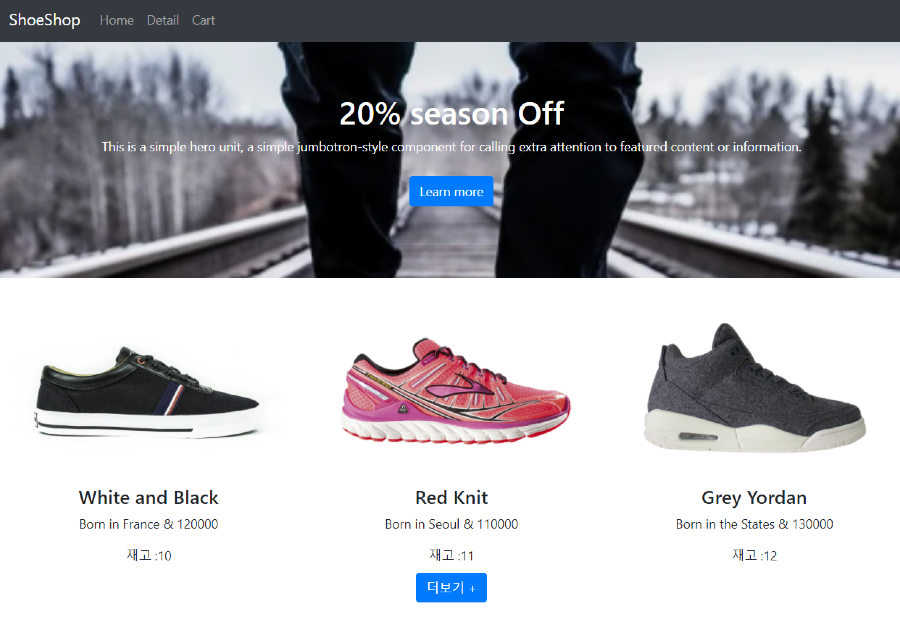 ShoeShop Home Detail Cart
20% season Off
This is a simple hero unit, a simple jumbotron-style component for calling extra attention to featured content or information.
Learn more
White and Black
Born in France & 120000
재고 :10
Red Knit
Born in Seoul & 110000
재고 :11
Grey Yordan
Born in the States & 130000
재고 :12
더보기 +